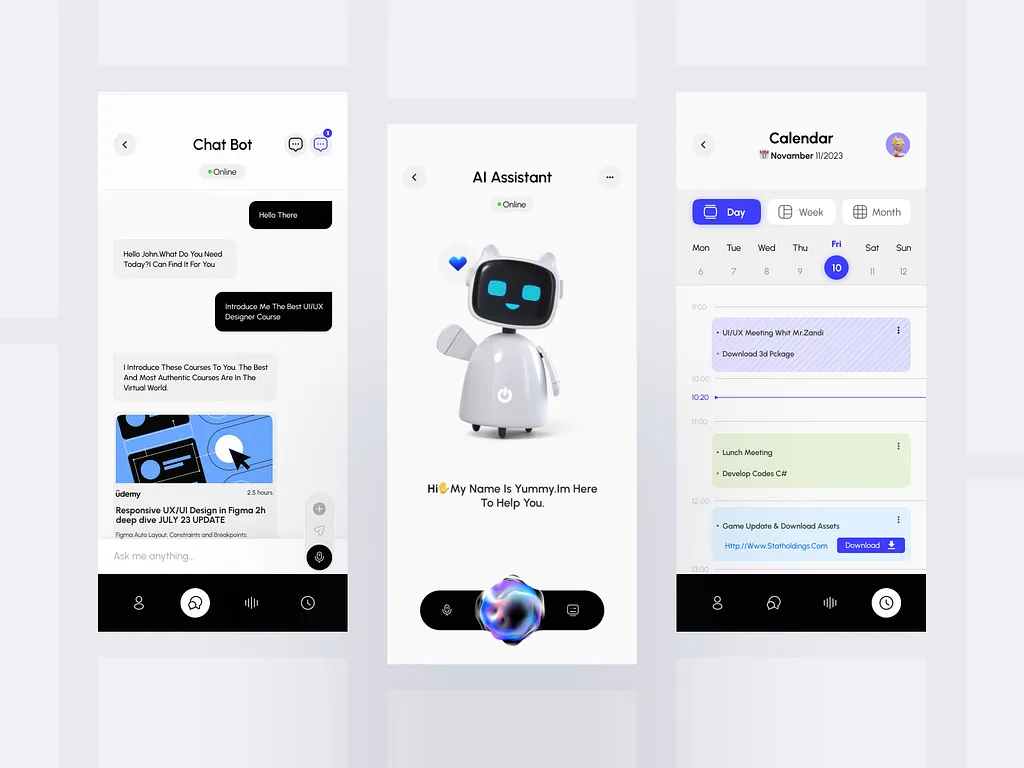 Chat Bot
1
Online
Hello There
Hello John.What Do You Need
Today?I Can Find It For You
Introduce Me The Best UI/UX
Designer Course
I Introduce These Courses To You. The Best
And Most Authentic Courses Are In The
Virtual World.
ûdemy
2.5 hours
Responsive UX/UI Design in Figma 2h
deep dive JULY 23 UPDATE
Figma Auto Layout, Constraints and Breakpoints:
Ask me anything...
AI Assistant
Online
Hi✋My Name Is Yummy.Im Here
To Help You.
Calendar
Novamber 11/2023
Day
Week
Month
Mon Tue Wed Thu Fri Sat Sun
6 7 8 9 10 11 12
9:00
• UI/UX Meeting Whit Mr.Zandi
• Download 3d Pckage
10:00
10:20
11:00
• Lunch Meeting
• Develop Codes C#
12:00
• Game Update & Download Assets
Http://Www.Statholdings.Com
Download
13:00